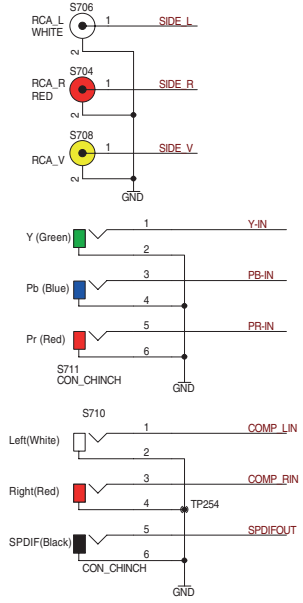 S706
RCA_L
WHITE
1
SIDE_L
2
S704
RCA_R
RED
1
SIDE_R
2
S708
RCA_V
1
SIDE_V
2
GND
Y (Green)
1
Y-IN
2
Pb (Blue)
3
PB-IN
4
Pr (Red)
5
PR-IN
6
S711
CON_CHINCH
GND
S710
Left(White)
1
COMP_LIN
2
Right(Red)
3
COMP_RIN
4
TP254
SPDIF(Black)
5
SPDIFOUT
6
CON_CHINCH
GND